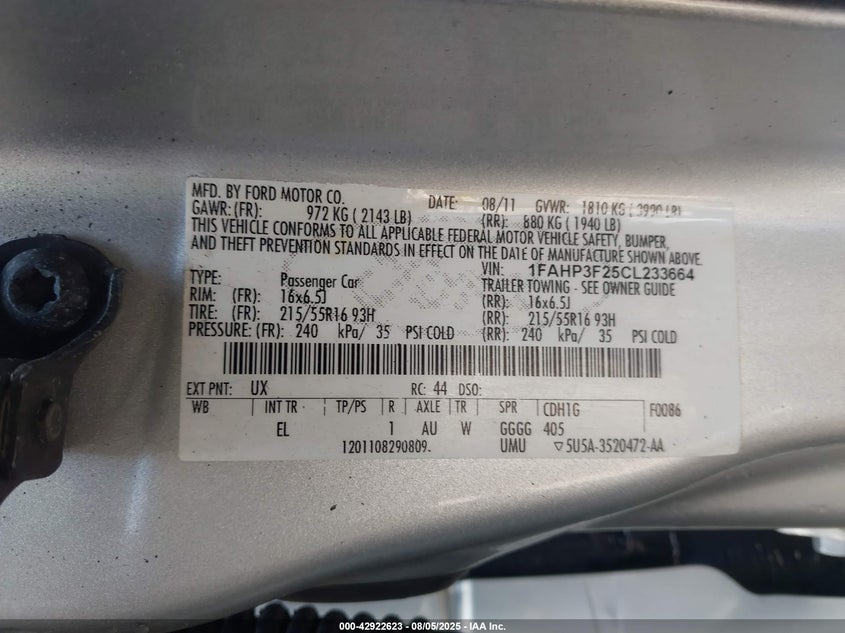 MFD. BY FORD MOTOR CO. DATE: 08/11 GVWR: 1810 KG ( 3990 LB)
GAWR: (FR): 972 KG ( 2143 LB) (RR): 880 KG ( 1940 LB)
THIS VEHICLE CONFORMS TO ALL APPLICABLE FEDERAL MOTOR VEHICLE SAFETY, BUMPER,
AND THEFT PREVENTION STANDARDS IN EFFECT ON THE DATE OF MANUFACTURE SHOWN ABOVE.
VIN: 1FAHP3F25CL233664
TYPE: Passenger Car TRAILER TOWING - SEE OWNER GUIDE
RIM: (FR): 16x6.5J (RR): 16x6.5J
TIRE: (FR): 215/55R16 93H (RR): 215/55R16 93H
PRESSURE: (FR): 240 kPa/ 35 PSI COLD (RR): 240 kPa/ 35 PSI COLD
EXT PNT: UX RC: 44 DSO:
WB INT TR TP/PS R AXLE TR SPR CDH1G F0086
EL 1 AU W GGGG 405
1201108290809. UMU ▽5U5A-3520472-AA
000-42922623 - 08/05/2025 - IAA Inc.